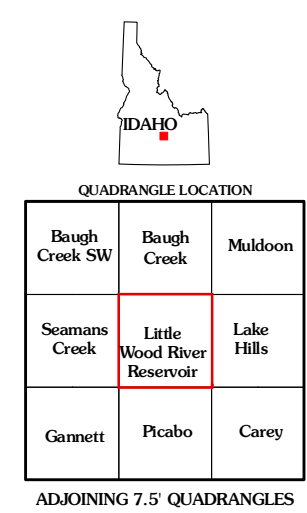 IDAHO
QUADRANGLE LOCATION
Baugh
Creek SW
Baugh
Creek
Muldoon
Seamans
Creek
Little
Wood River
Reservoir
Lake
Hills
Gannett
Picabo
Carey
ADJOINING 7.5' QUADRANGLES